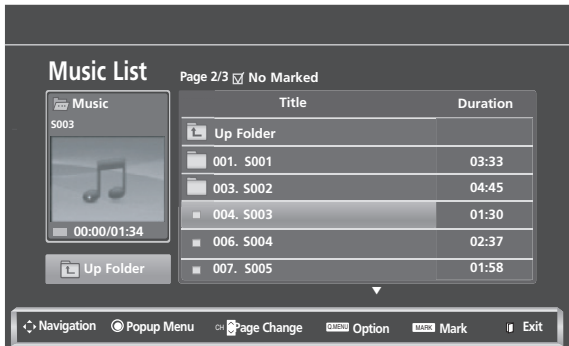 Music List
Page 2/3 No Marked
Music
S003
00:00/01:34
Up Folder
Title Duration
Up Folder
001. S001 03:33
003. S002 04:45
004. S003 01:30
006. S004 02:37
007. S005 01:58
Navigation Popup Menu CH Page Change Q.MENU Option MARK Mark Exit